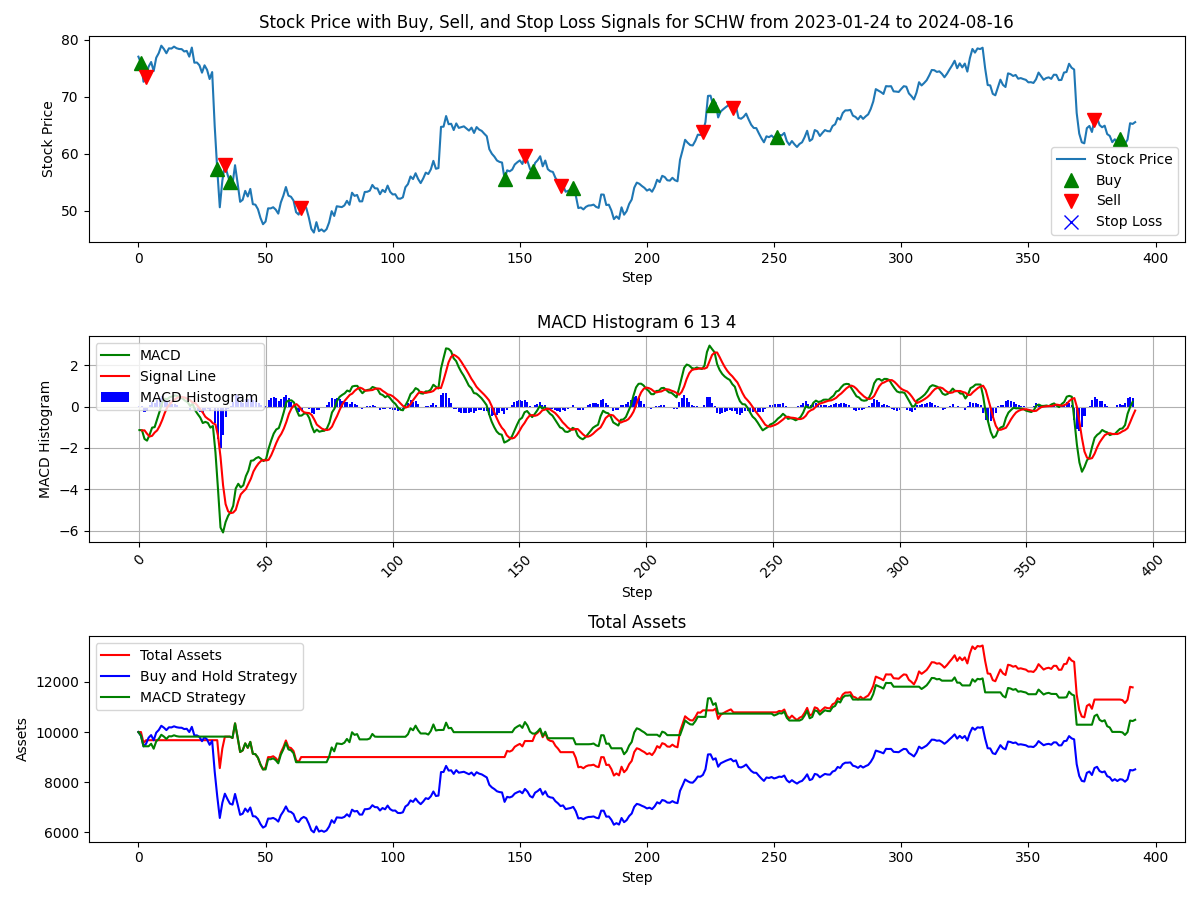 Stock Price with Buy, Sell, and Stop Loss Signals for SCHW from 2023-01-24 to 2024-08-16
80
70
60
50
Stock Price
Stock Price
Buy
Sell
Stop Loss
0 50 100 150 200 250 300 350 400
Step
MACD Histogram 6 13 4
2
0
−2
−4
−6
MACD Histogram
MACD
Signal Line
MACD Histogram
0 50 100 150 200 250 300 350 400
Step
Total Assets
12000
10000
8000
6000
Assets
Total Assets
Buy and Hold Strategy
MACD Strategy
0 50 100 150 200 250 300 350 400
Step